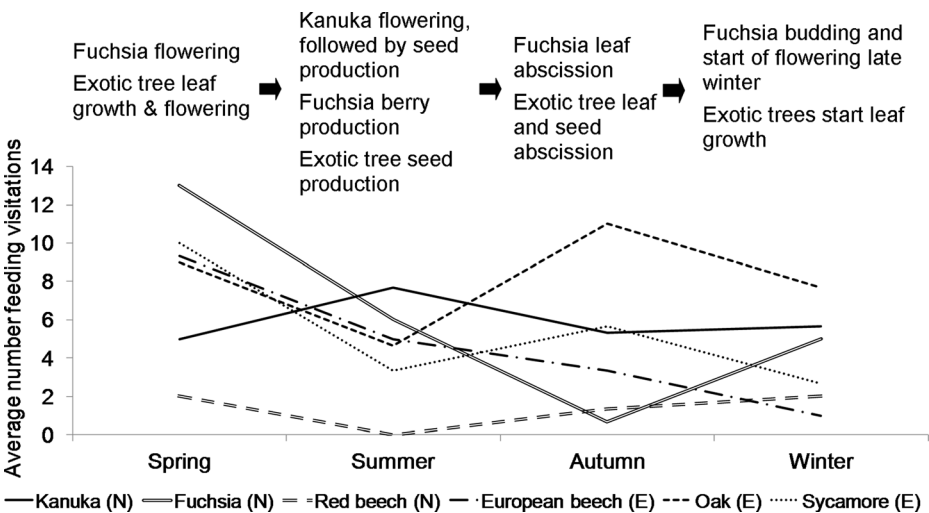 Fuchsia flowering
Exotic tree leaf
growth & flowering
Kanuka flowering,
followed by seed
production
Fuchsia berry
production
Exotic tree seed
production
Fuchsia leaf
abscission
Exotic tree leaf
and seed
abscission
Fuchsia budding and
start of flowering late
winter
Exotic trees start leaf
growth
Average number feeding visitations
14
12
10
8
6
4
2
0
Spring Summer Autumn Winter
Kanuka (N) Fuchsia (N) Red beech (N) European beech (E) Oak (E) Sycamore (E)